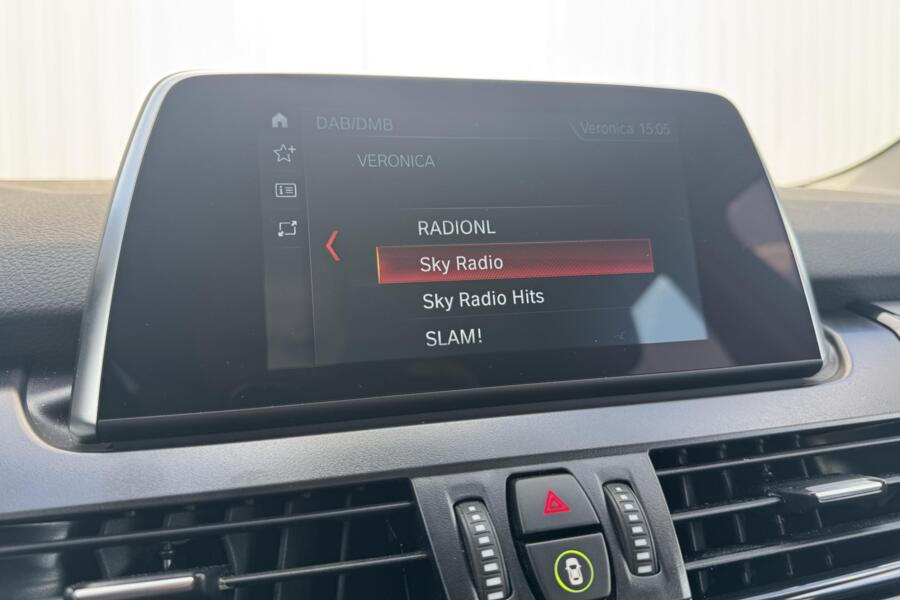 DAB/DMB
Veronica 15:05
VERONICA
RADIONL
Sky Radio
Sky Radio Hits
SLAM!